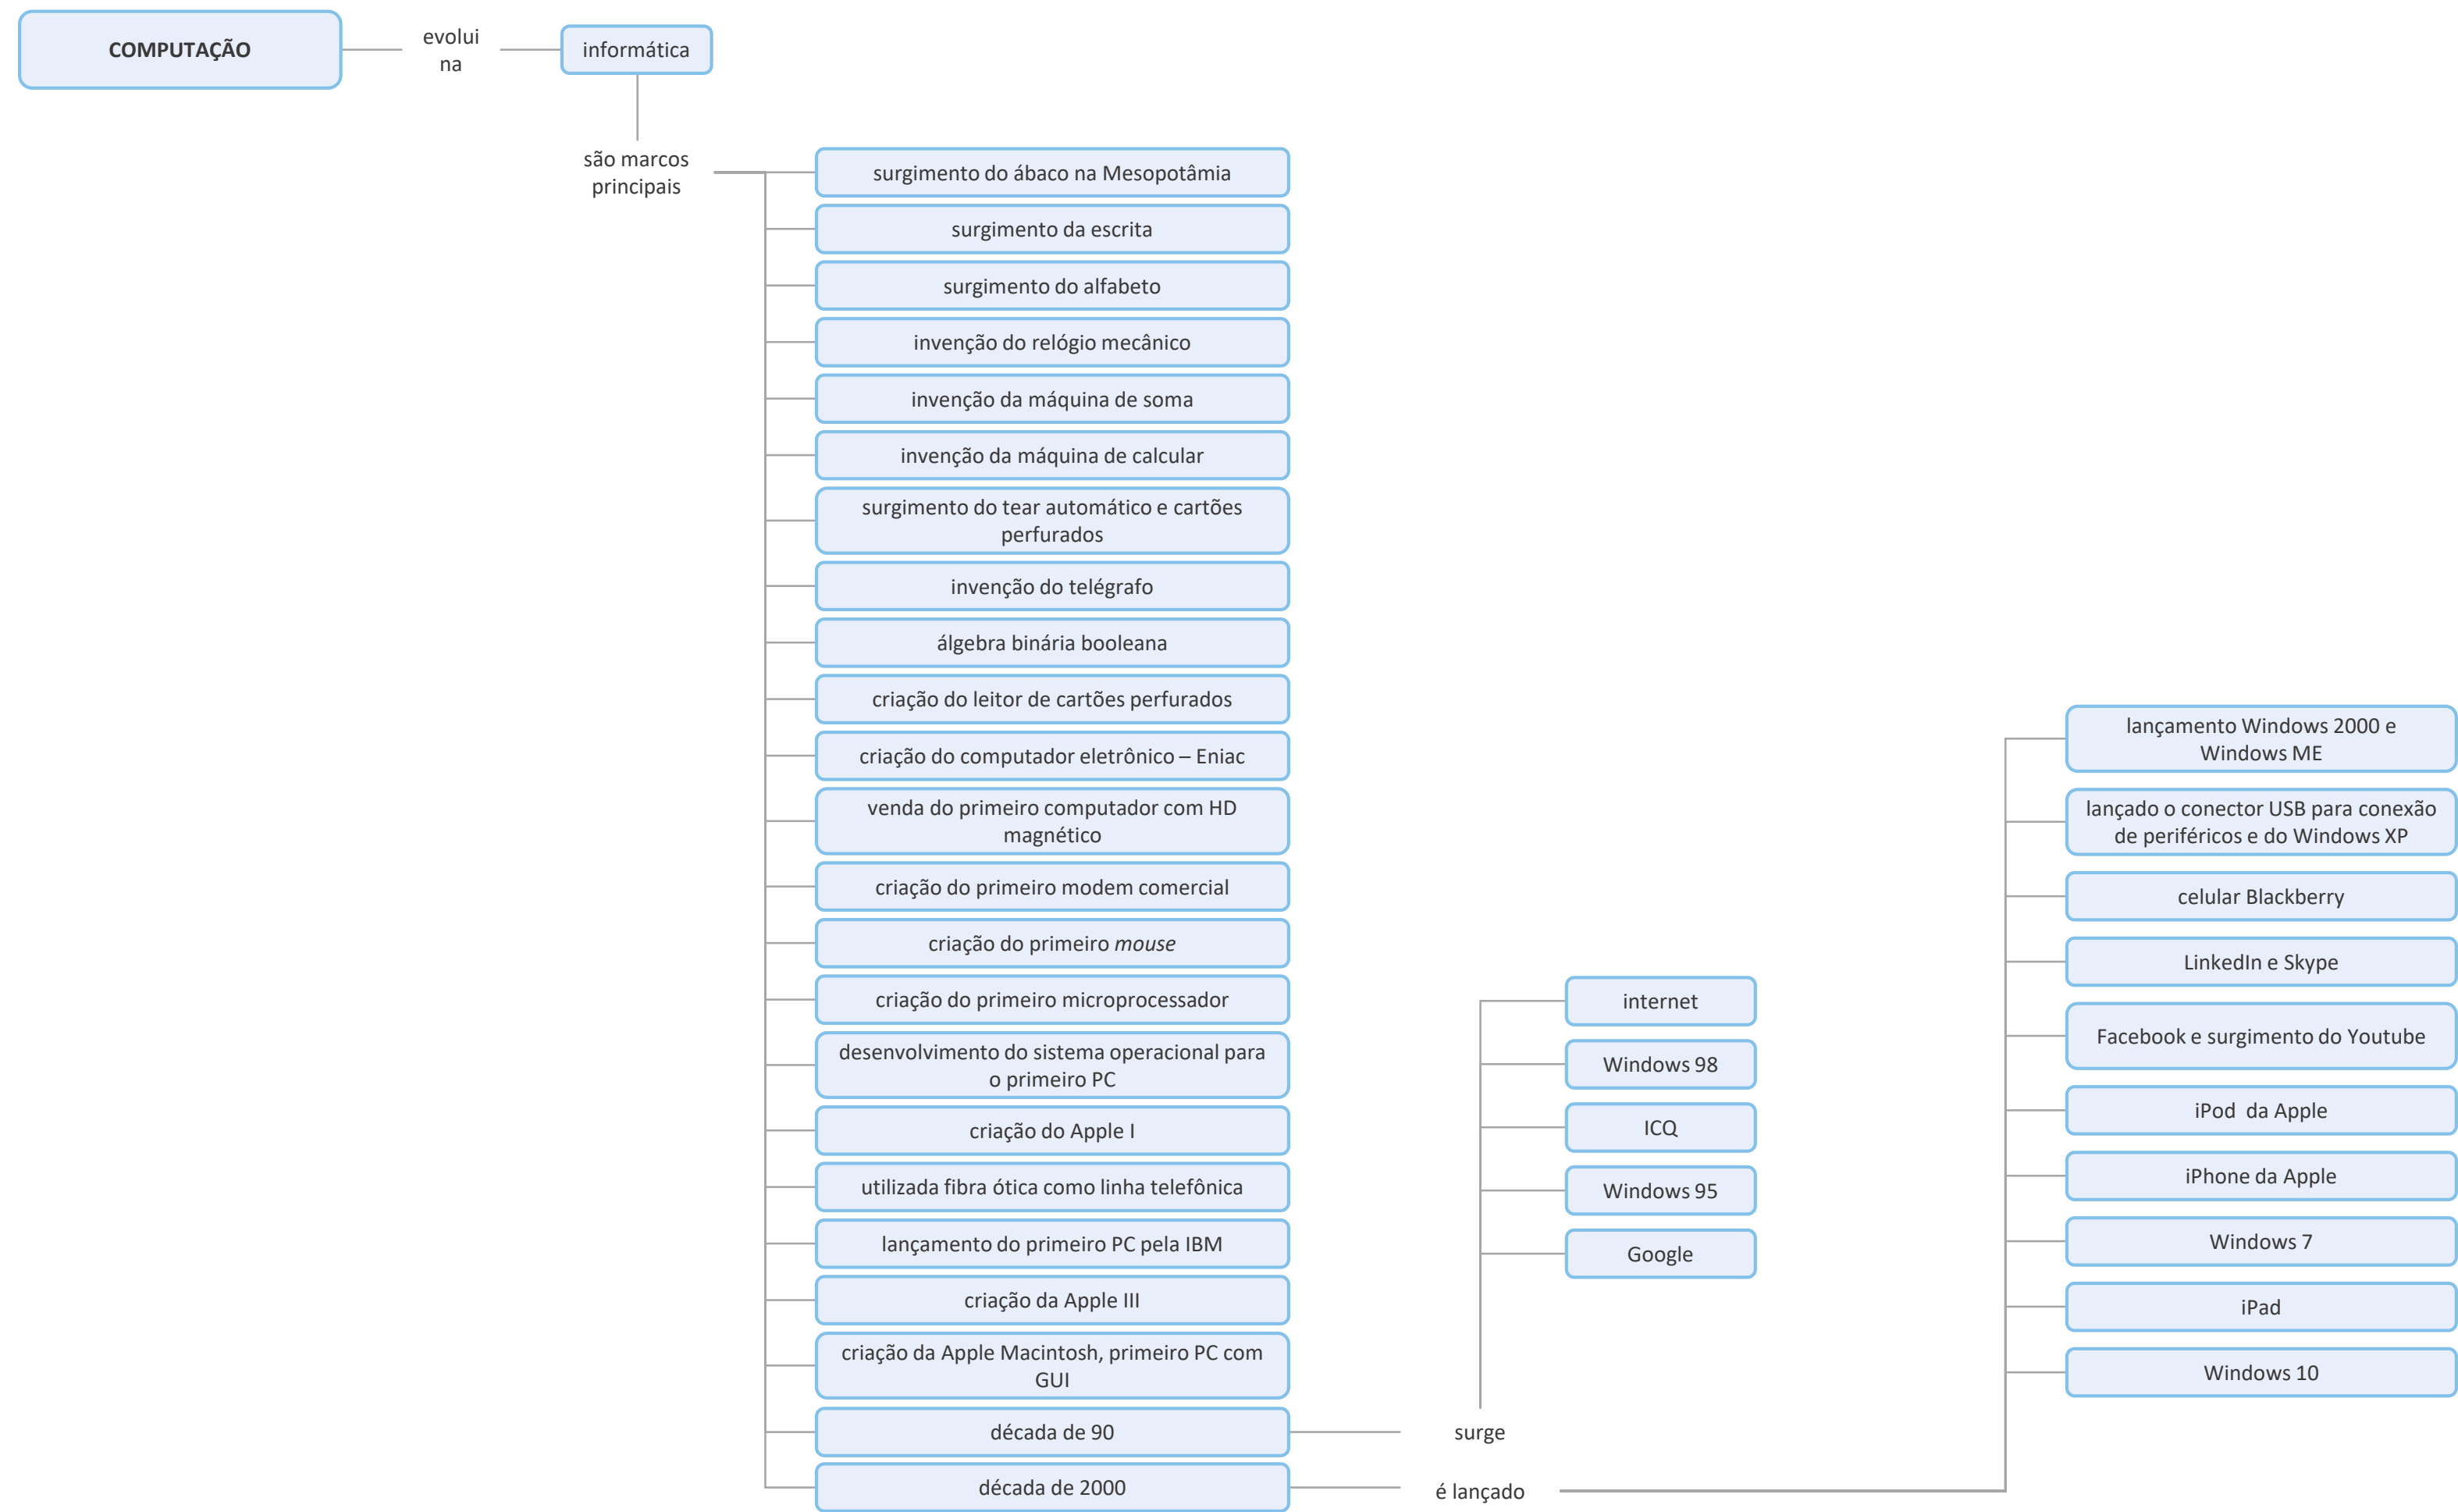 COMPUTAÇÃO
evolui
na
informática
são marcos
principais
surgimento do ábaco na Mesopotâmia
surgimento da escrita
surgimento do alfabeto
invenção do relógio mecânico
invenção da máquina de soma
invenção da máquina de calcular
surgimento do tear automático e cartões
perfurados
invenção do telégrafo
álgebra binária booleana
criação do leitor de cartões perfurados
criação do computador eletrônico – Eniac
venda do primeiro computador com HD
magnético
criação do primeiro modem comercial
criação do primeiro mouse
criação do primeiro microprocessador
desenvolvimento do sistema operacional para
o primeiro PC
criação do Apple I
utilizada fibra ótica como linha telefônica
lançamento do primeiro PC pela IBM
criação da Apple III
criação da Apple Macintosh, primeiro PC com
GUI
década de 90
surge
internet
Windows 98
ICQ
Windows 95
Google
década de 2000
é lançado
lançamento Windows 2000 e
Windows ME
lançado o conector USB para conexão
de periféricos e do Windows XP
celular Blackberry
LinkedIn e Skype
Facebook e surgimento do Youtube
iPod da Apple
iPhone da Apple
Windows 7
iPad
Windows 10